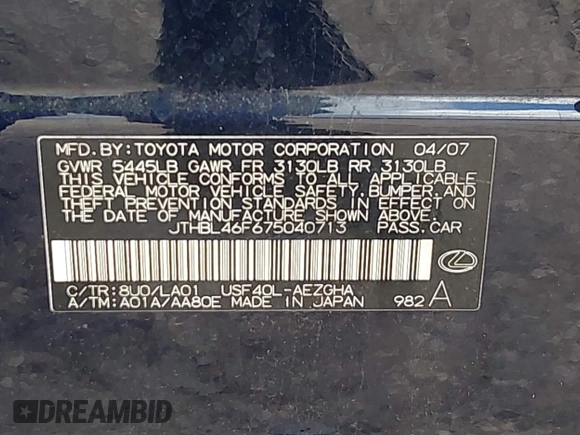 MFD.BY:TOYOTA MOTOR CORPORATION 04/07
GVWR 5445LB GAWR FR 3130LB RR 3130LB
THIS VEHICLE CONFORMS TO ALL APPLICABLE
FEDERAL MOTOR VEHICLE SAFETY,BUMPER,AND
THEFT PREVENTION STANDARDS IN EFFECT ON
THE DATE OF MANUFACTURE SHOWN ABOVE.
JTHBL46F675040713 PASS.CAR
C/TR:8U0/LA01 USF40L-AEZGHA
A/TM:A01A/AA80E MADE IN JAPAN 982 A
DREAMBID